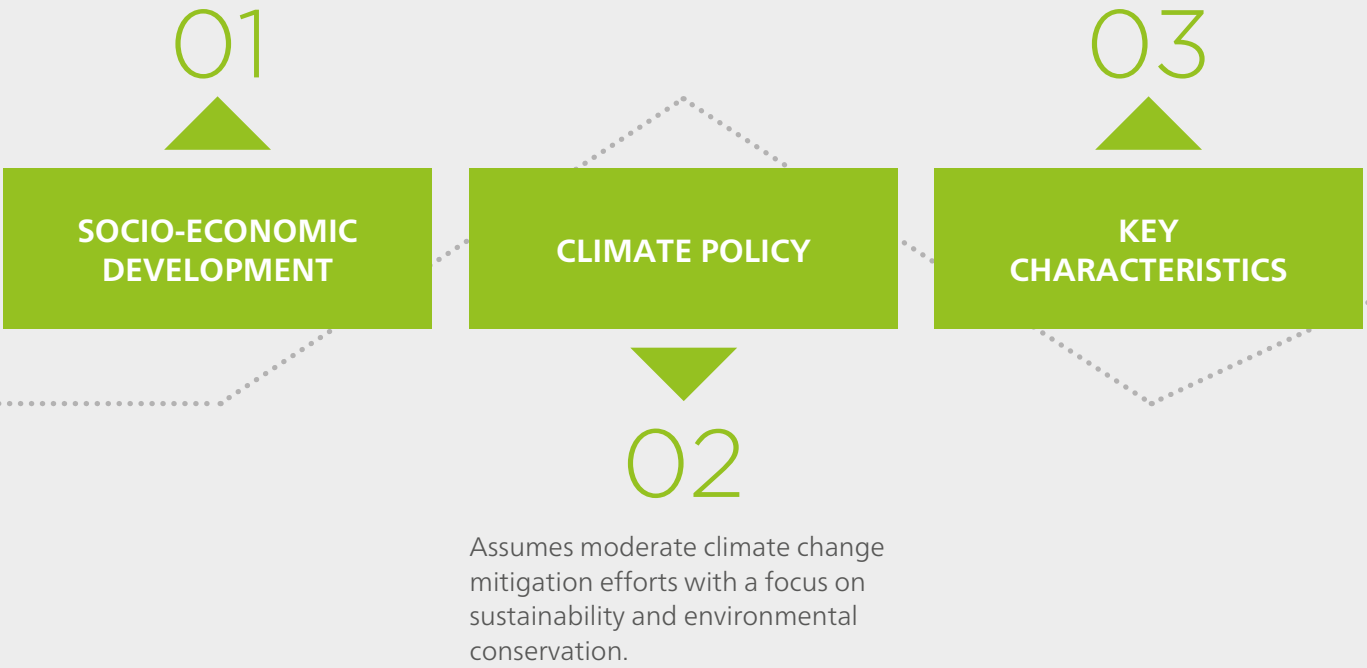 01
SOCIO-ECONOMIC
DEVELOPMENT
CLIMATE POLICY
02
Assumes moderate climate change
mitigation efforts with a focus on
sustainability and environmental
conservation.
03
KEY
CHARACTERISTICS